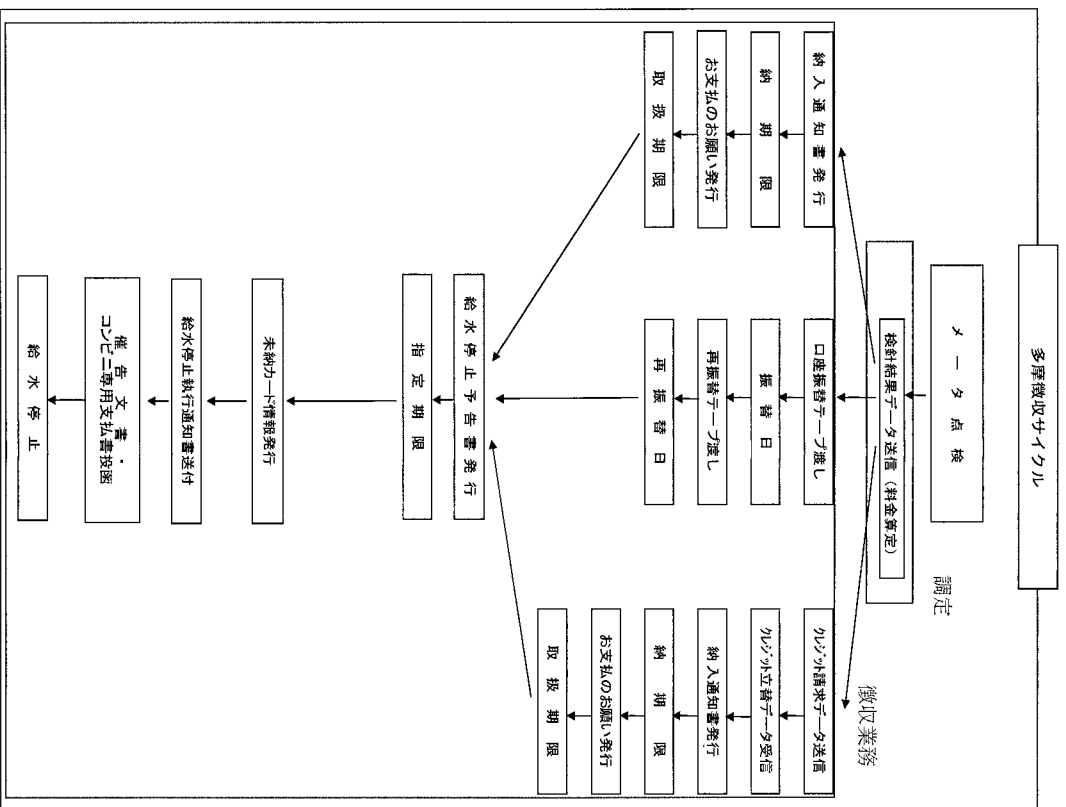 多摩徴収サイクル
メータ点検
調定
検針結果データ送信（料金算定）
徴収業務
納入通知書発行
納期限
お支払のお願い発行
取扱期限
口座振替テープ渡し
振替日
再振替テープ渡し
再振替日
クレジット請求データ送信
クレジット立替データ受信
納入通知書発行
納期限
お支払のお願い発行
取扱期限
給水停止予告書発行
指定期限
未納カード情報発行
給水停止執行通知書送付
催告文書・
コンビニ専用支払書投函
給水停止